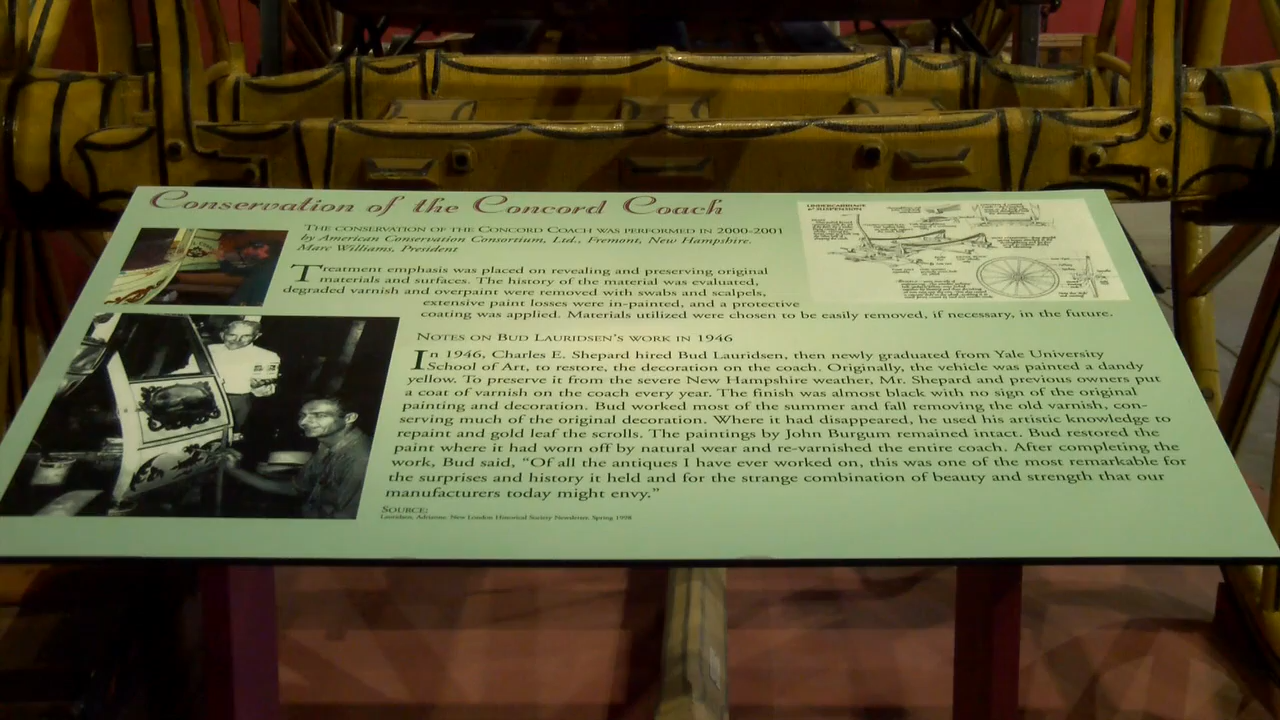 Conservation of the Concord Coach
The conservation of the Concord Coach was performed in 2000-2001
by American Conservation Consortium, Ltd., Fremont, New Hampshire.
Marc Williams, President
Treatment emphasis was placed on revealing and preserving original
materials and surfaces. The history of the material was evaluated,
degraded varnish and overpaint were removed with swabs and scalpels,
extensive paint losses were in-painted, and a protective
coating was applied. Materials utilized were chosen to be easily removed, if necessary, in the future.
UNDERCARRIAGE
& SUSPENSION
Notes on Bud Lauridsen's work in 1946
In 1946, Charles E. Shepard hired Bud Lauridsen, then newly graduated from Yale University
School of Art, to restore, the decoration on the coach. Originally, the vehicle was painted a dandy
yellow. To preserve it from the severe New Hampshire weather, Mr. Shepard and previous owners put
a coat of varnish on the coach every year. The finish was almost black with no sign of the original
painting and decoration. Bud worked most of the summer and fall removing the old varnish, con-
serving much of the original decoration. Where it had disappeared, he used his artistic knowledge to
repaint and gold leaf the scrolls. The paintings by John Burgum remained intact. Bud restored the
paint where it had worn off by natural wear and re-varnished the entire coach. After completing the
work, Bud said, "Of all the antiques I have ever worked on, this was one of the most remarkable for
the surprises and history it held and for the strange combination of beauty and strength that our
manufacturers today might envy."
Source:
Lauridsen, Adrianne. New London Historical Society Newsletter. Spring 1998